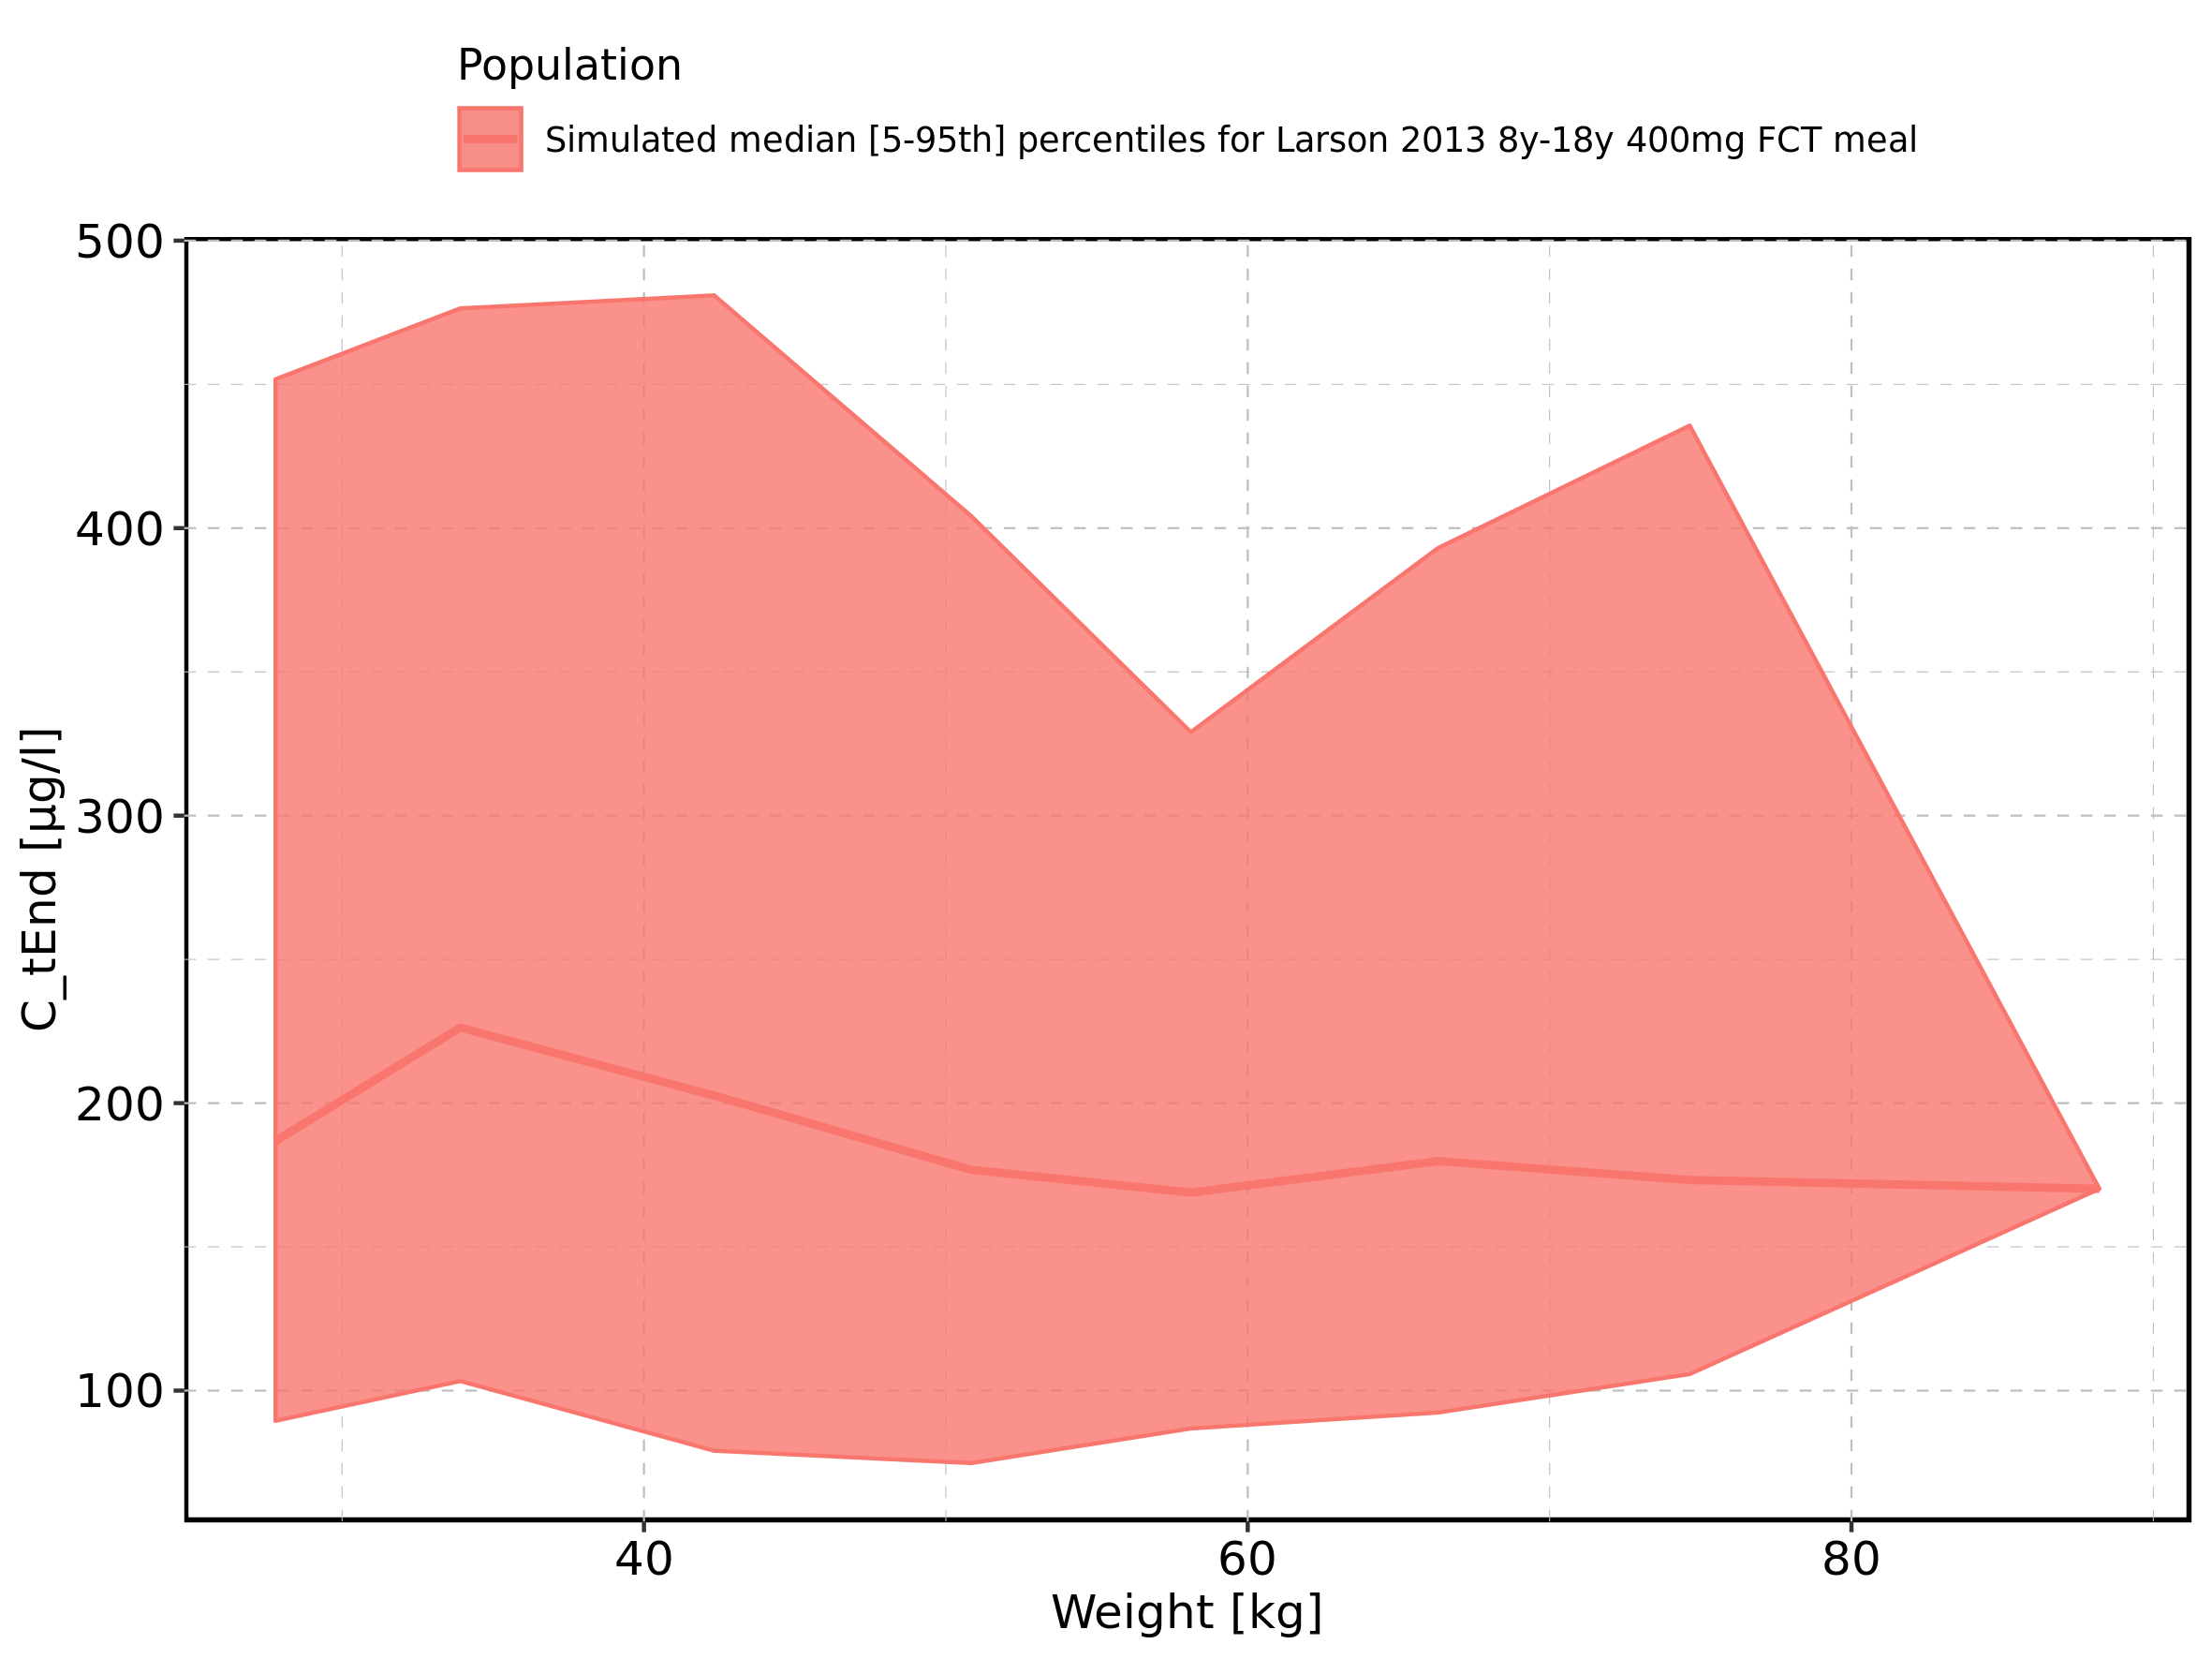 Population
Simulated median [5-95th] percentiles for Larson 2013 8y-18y 400mg FCT meal
500
400
300
200
100
C_tEnd [µg/l]
40 60 80
Weight [kg]